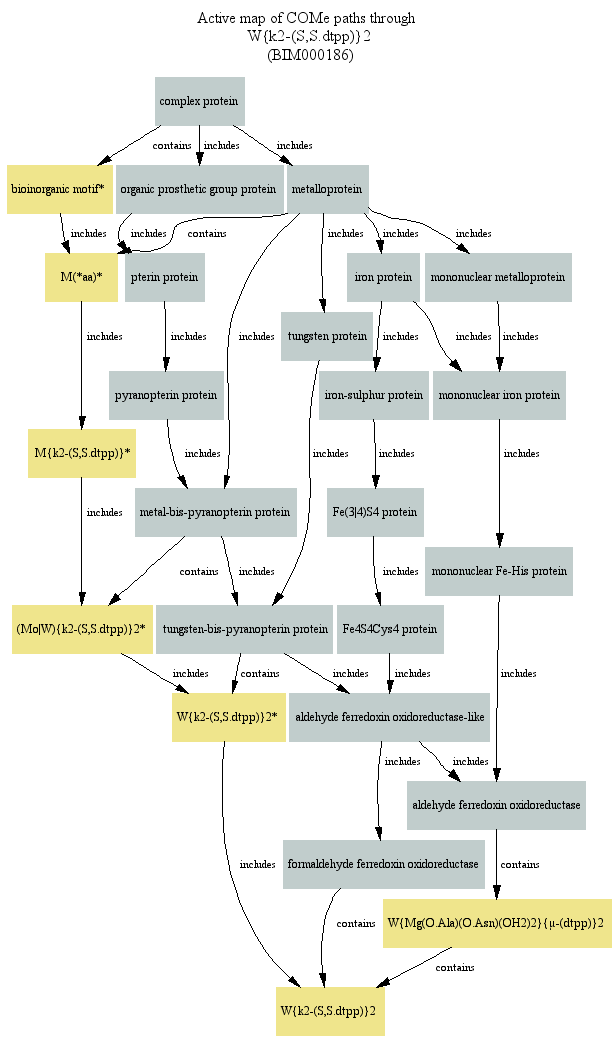 Active map of COMe paths through
W{k2-(S,S.dtpp)}2
(BIM000186)
complex protein
contains
includes
includes
bioinorganic motif*
organic prosthetic group protein
metalloprotein
includes
includes
contains
includes
includes
includes
M(*aa)*
pterin protein
iron protein
mononuclear metalloprotein
includes
includes
includes
tungsten protein
includes
includes
includes
pyranopterin protein
iron-sulphur protein
mononuclear iron protein
M{k2-(S,S.dtpp)}*
includes
includes
includes
includes
includes
metal-bis-pyranopterin protein
Fe(3|4)S4 protein
contains
includes
includes
mononuclear Fe-His protein
(Mo|W){k2-(S,S.dtpp)}2*
tungsten-bis-pyranopterin protein
Fe4S4Cys4 protein
includes
contains
includes
includes
includes
W{k2-(S,S.dtpp)}2*
aldehyde ferredoxin oxidoreductase-like
includes
includes
aldehyde ferredoxin oxidoreductase
includes
formaldehyde ferredoxin oxidoreductase
contains
contains
W{Mg(O.Ala)(O.Asn)(OH2)2}{μ-(dtpp)}2
contains
W{k2-(S,S.dtpp)}2